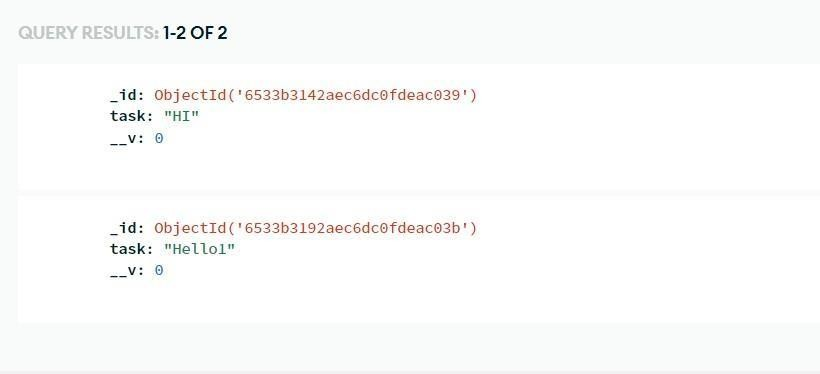 QUERY RESULTS: 1-2 OF 2
_id: ObjectId('6533b3142aec6dc0fdeac039')
task: "HI"
__v: 0
_id: ObjectId('6533b3192aec6dc0fdeac03b')
task: "Hello1"
__v: 0